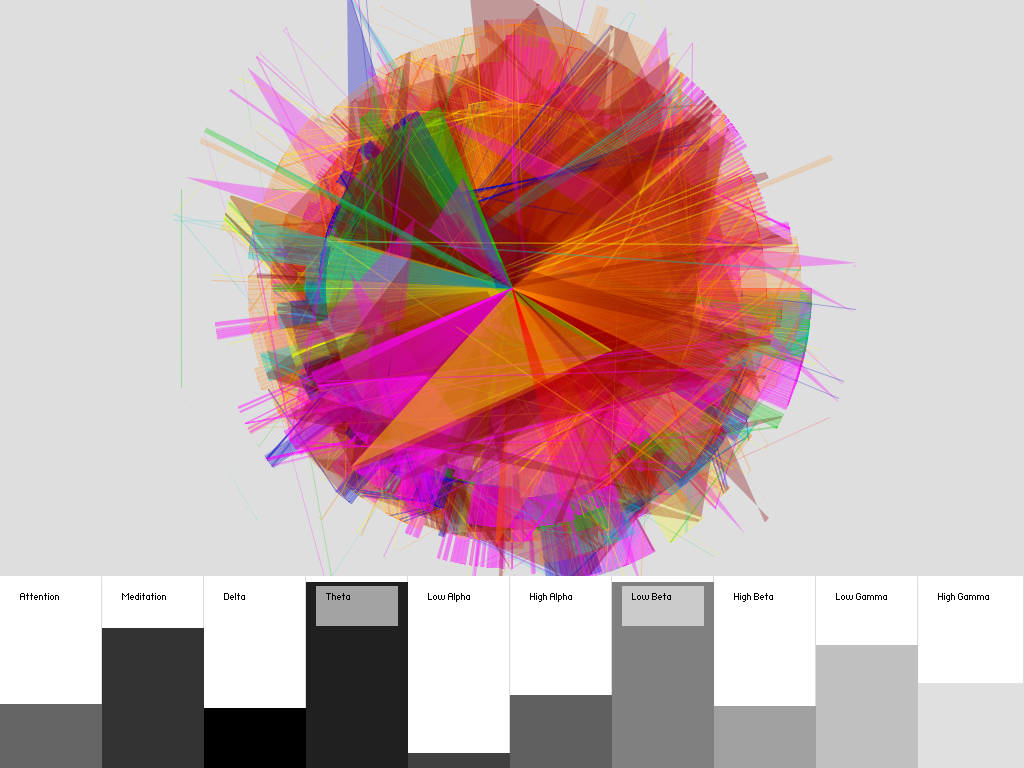 Attention
Meditation
Delta
Theta
Low Alpha
High Alpha
Low Beta
High Beta
Low Gamma
High Gamma